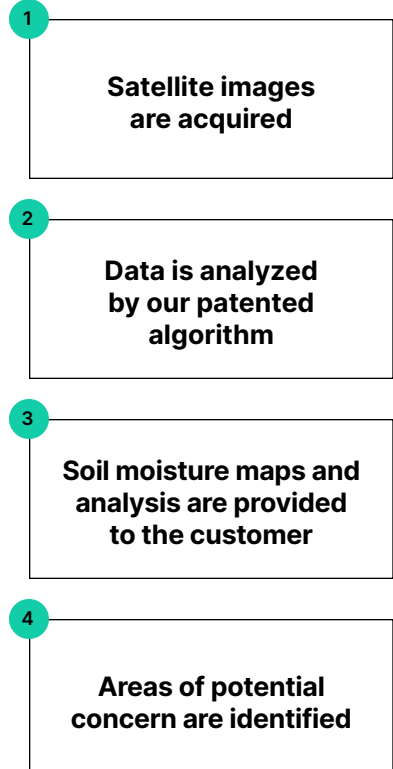 1
Satellite images
are acquired
2
Data is analyzed
by our patented
algorithm
3
Soil moisture maps and
analysis are provided
to the customer
4
Areas of potential
concern are identified